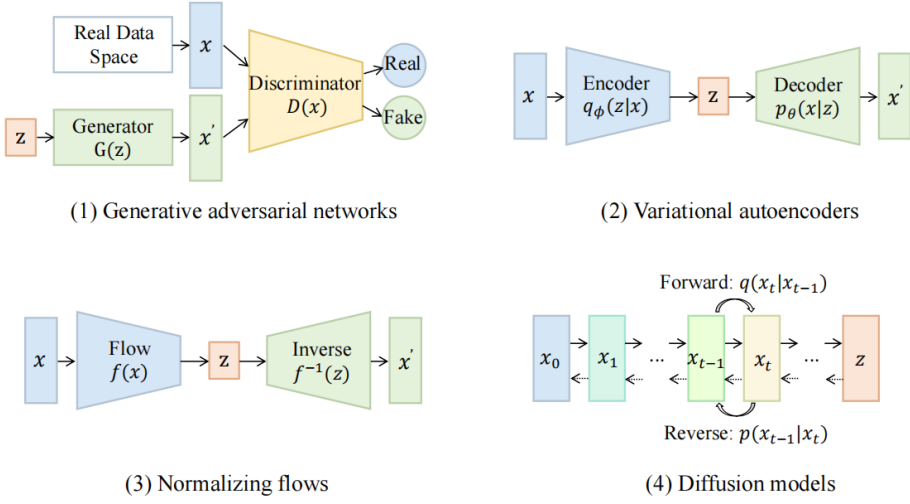 Real Data
Space
x
Discriminator
D(x)
Real
Fake
z
Generator
G(z)
x'
(1) Generative adversarial networks
x
Encoder
qϕ(z|x)
z
Decoder
pθ(x|z)
x'
(2) Variational autoencoders
x
Flow
f(x)
z
Inverse
f⁻¹(z)
x'
(3) Normalizing flows
Forward: q(xₜ|xₜ₋₁)
x₀
x₁
...
xₜ₋₁
xₜ
...
z
Reverse: p(xₜ₋₁|xₜ)
(4) Diffusion models